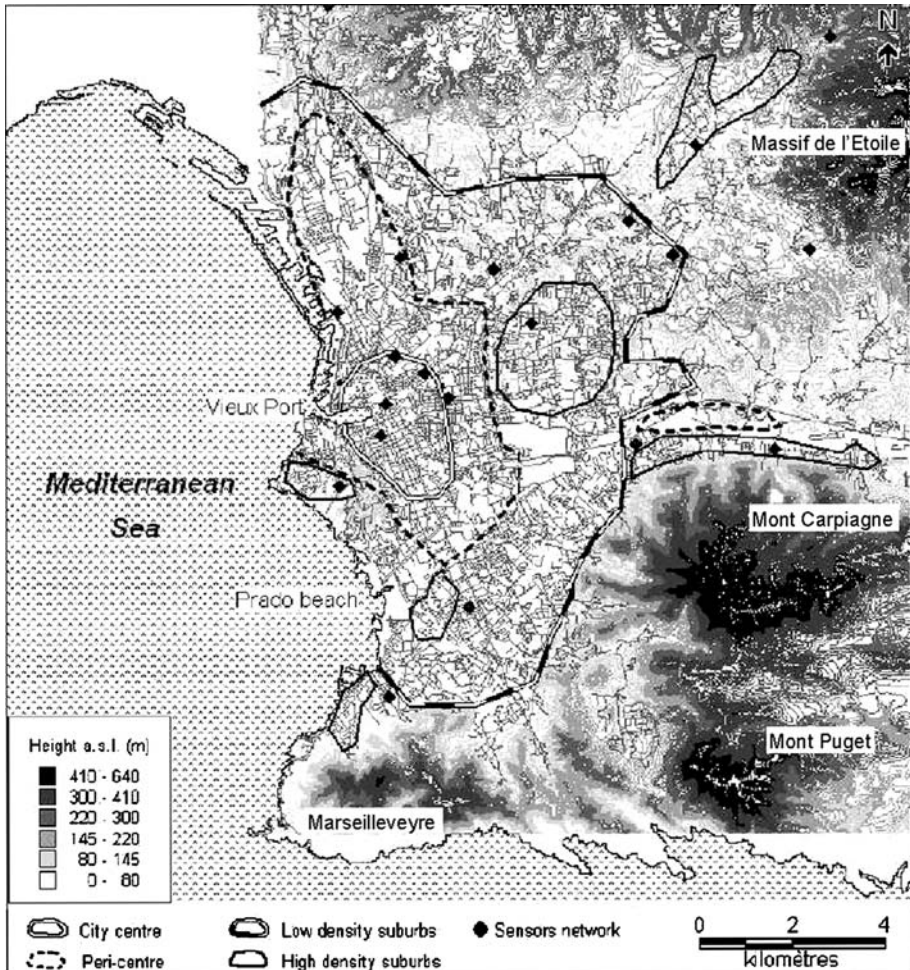 N
Massif de l'Etoile
Vieux Port
Mediterranean
Sea
Mont Carpiagne
Prado beach
Mont Puget
Marseilleveyre
Height a.s.l. (m)
410 - 640
300 - 410
220 - 300
145 - 220
80 - 145
0 - 80
City centre
Low density suburbs
Sensors network
Peri-centre
High density suburbs
0 2 4
kilomètres